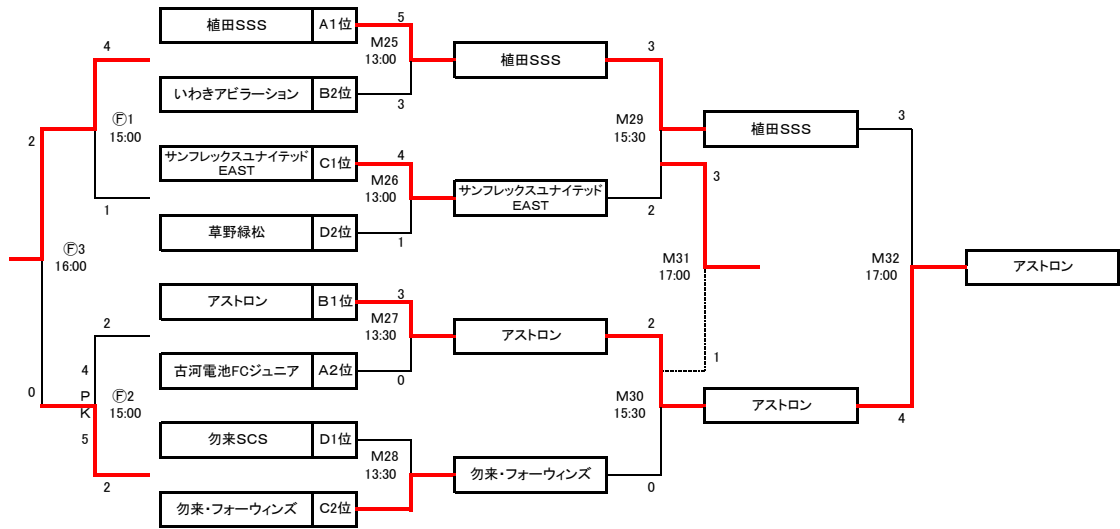 植田SSS A1位
5
M25
13:00
3
いわきアビラーション B2位
植田SSS
サンフレックスユナイテッド
EAST
C1位
4
M26
13:00
1
草野緑松 D2位
サンフレックスユナイテッド
EAST
アストロン B1位
3
M27
13:30
0
古河電池FCジュニア A2位
アストロン
勿来SCS D1位
M28
13:30
勿来・フォーウィンズ C2位
勿来・フォーウィンズ
3
M29
15:30
2
植田SSS
2
M30
15:30
0
アストロン
3
M31
17:00
1
3
M32
17:00
4
アストロン
4
Ⓕ1
15:00
1
2
Ⓕ3
16:00
0
2
4
PK
5
Ⓕ2
15:00
2